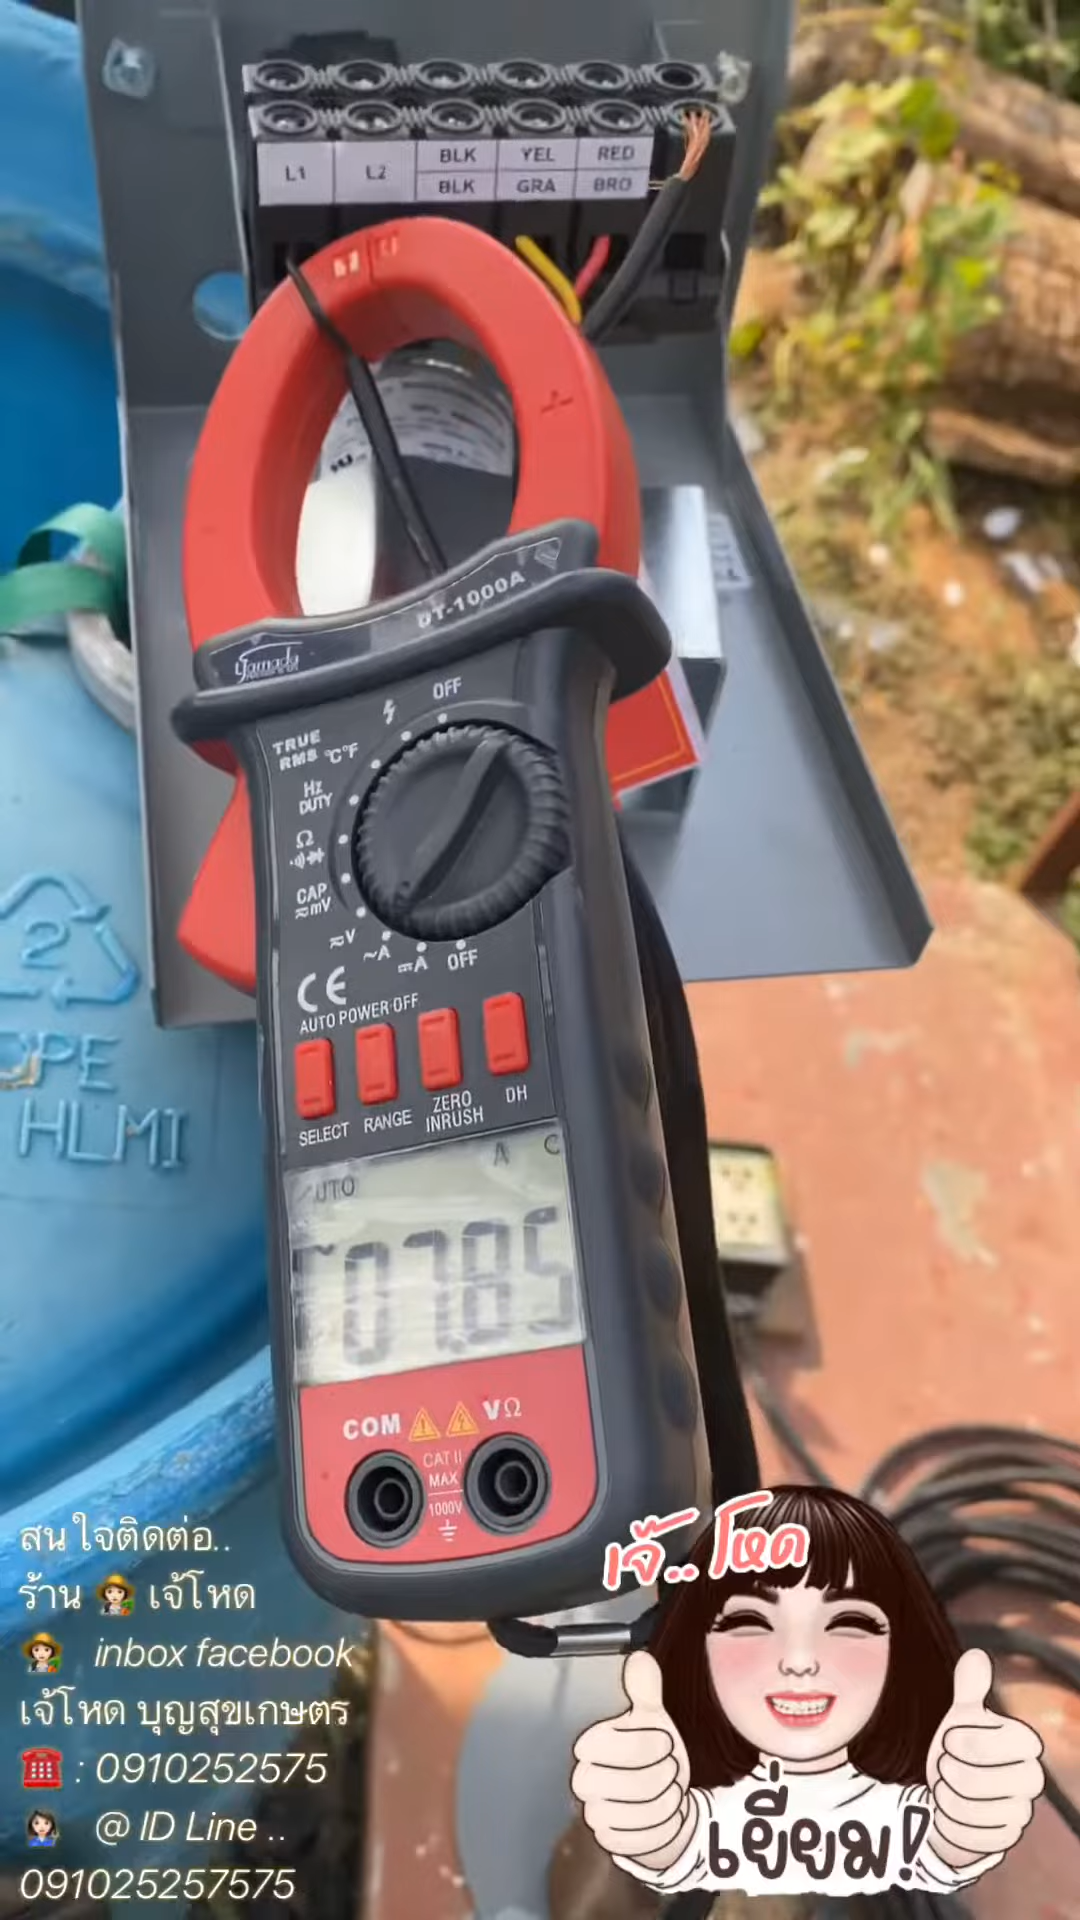 L1
L2
BLK
YEL
RED
BLK
GRA
BRO
DT-1000A
Yamada
OFF
TRUE
RMS
°C°F
Hz
DUTY
Ω
CAP
mV
V
~A
A
OFF
CE
AUTO POWER OFF
SELECT
RANGE
ZERO
INRUSH
DH
A C
AUTO
07.85
COM
VΩ
CAT II
MAX
1000V
2
HLMI
สนใจติดต่อ..
ร้าน 👩‍🌾 เจ้โหด
👩‍🌾 inbox facebook
เจ้โหด บุญสุขเกษตร
☎️ : 0910252575
👩‍🔧 @ ID Line ..
091025257575
เจ๊..โหด
เยี่ยม!